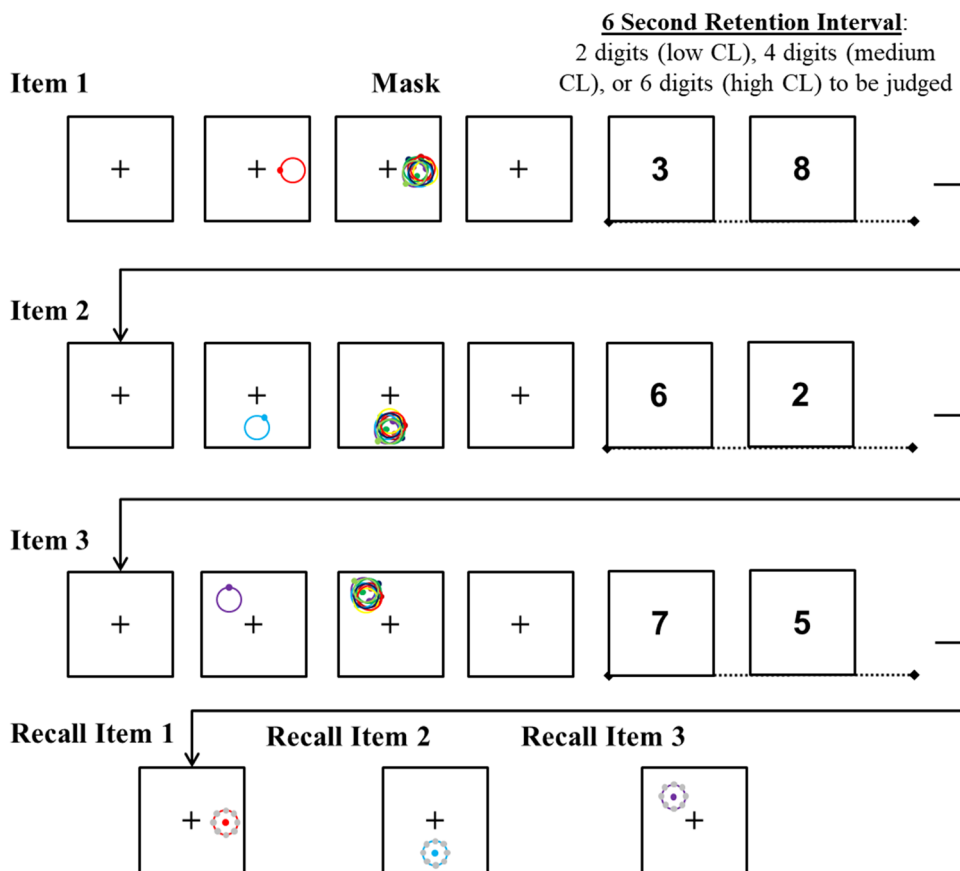 6 Second Retention Interval:
2 digits (low CL), 4 digits (medium
CL), or 6 digits (high CL) to be judged
Item 1
Mask
3
8
Item 2
6
2
Item 3
7
5
Recall Item 1
Recall Item 2
Recall Item 3